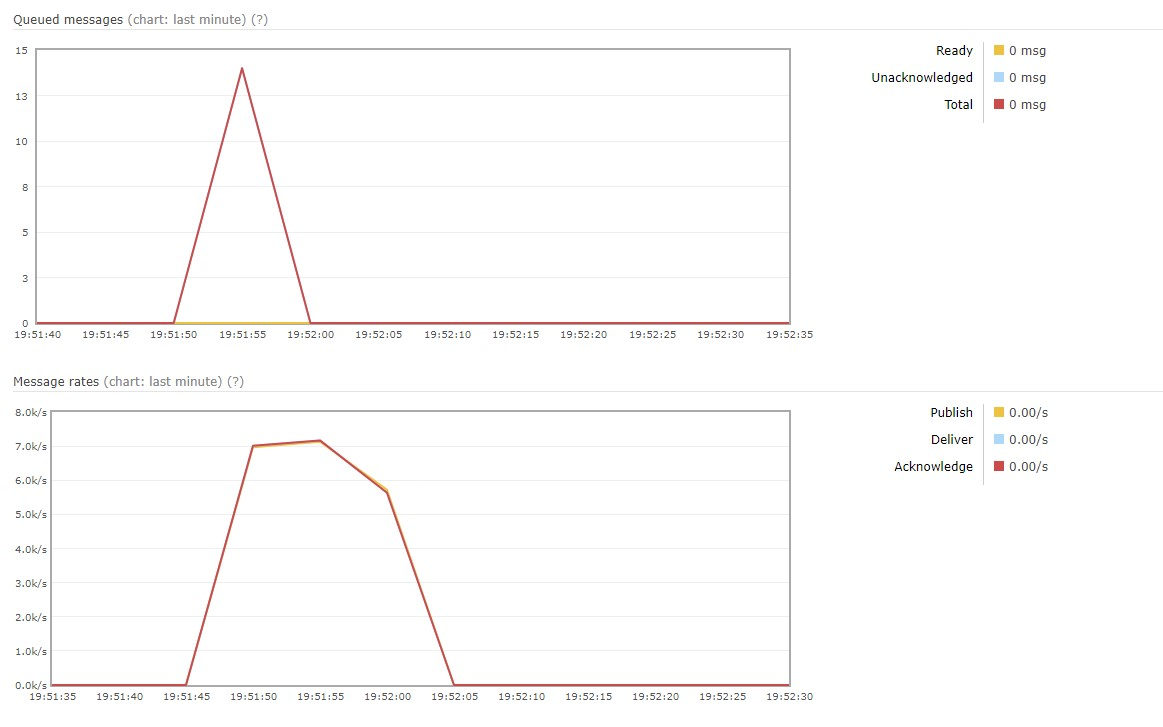 Queued messages (chart: last minute) (?)
15
13
10
8
5
3
0
19:51:40 19:51:45 19:51:50 19:51:55 19:52:00 19:52:05 19:52:10 19:52:15 19:52:20 19:52:25 19:52:30 19:52:35
Ready 0 msg
Unacknowledged 0 msg
Total 0 msg
Message rates (chart: last minute) (?)
8.0k/s
7.0k/s
6.0k/s
5.0k/s
4.0k/s
3.0k/s
2.0k/s
1.0k/s
0.0k/s
19:51:35 19:51:40 19:51:45 19:51:50 19:51:55 19:52:00 19:52:05 19:52:10 19:52:15 19:52:20 19:52:25 19:52:30
Publish 0.00/s
Deliver 0.00/s
Acknowledge 0.00/s